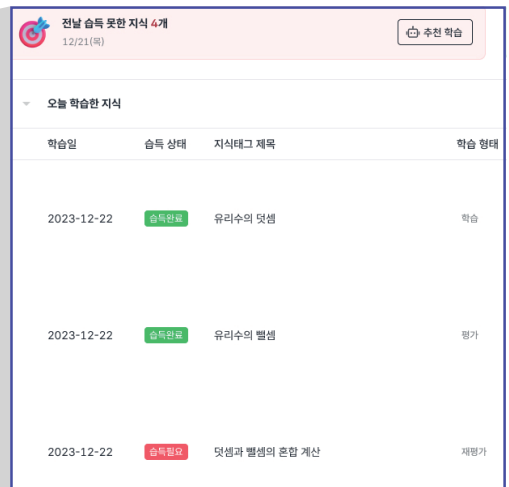 전날 습득 못한 지식 4개
12/21(목)
추천 학습
오늘 학습한 지식
학습일 습득 상태 지식태그 제목 학습 형태
2023-12-22 습득완료 유리수의 덧셈 학습
2023-12-22 습득완료 유리수의 뺄셈 평가
2023-12-22 습득필요 덧셈과 뺄셈의 혼합 계산 재평가